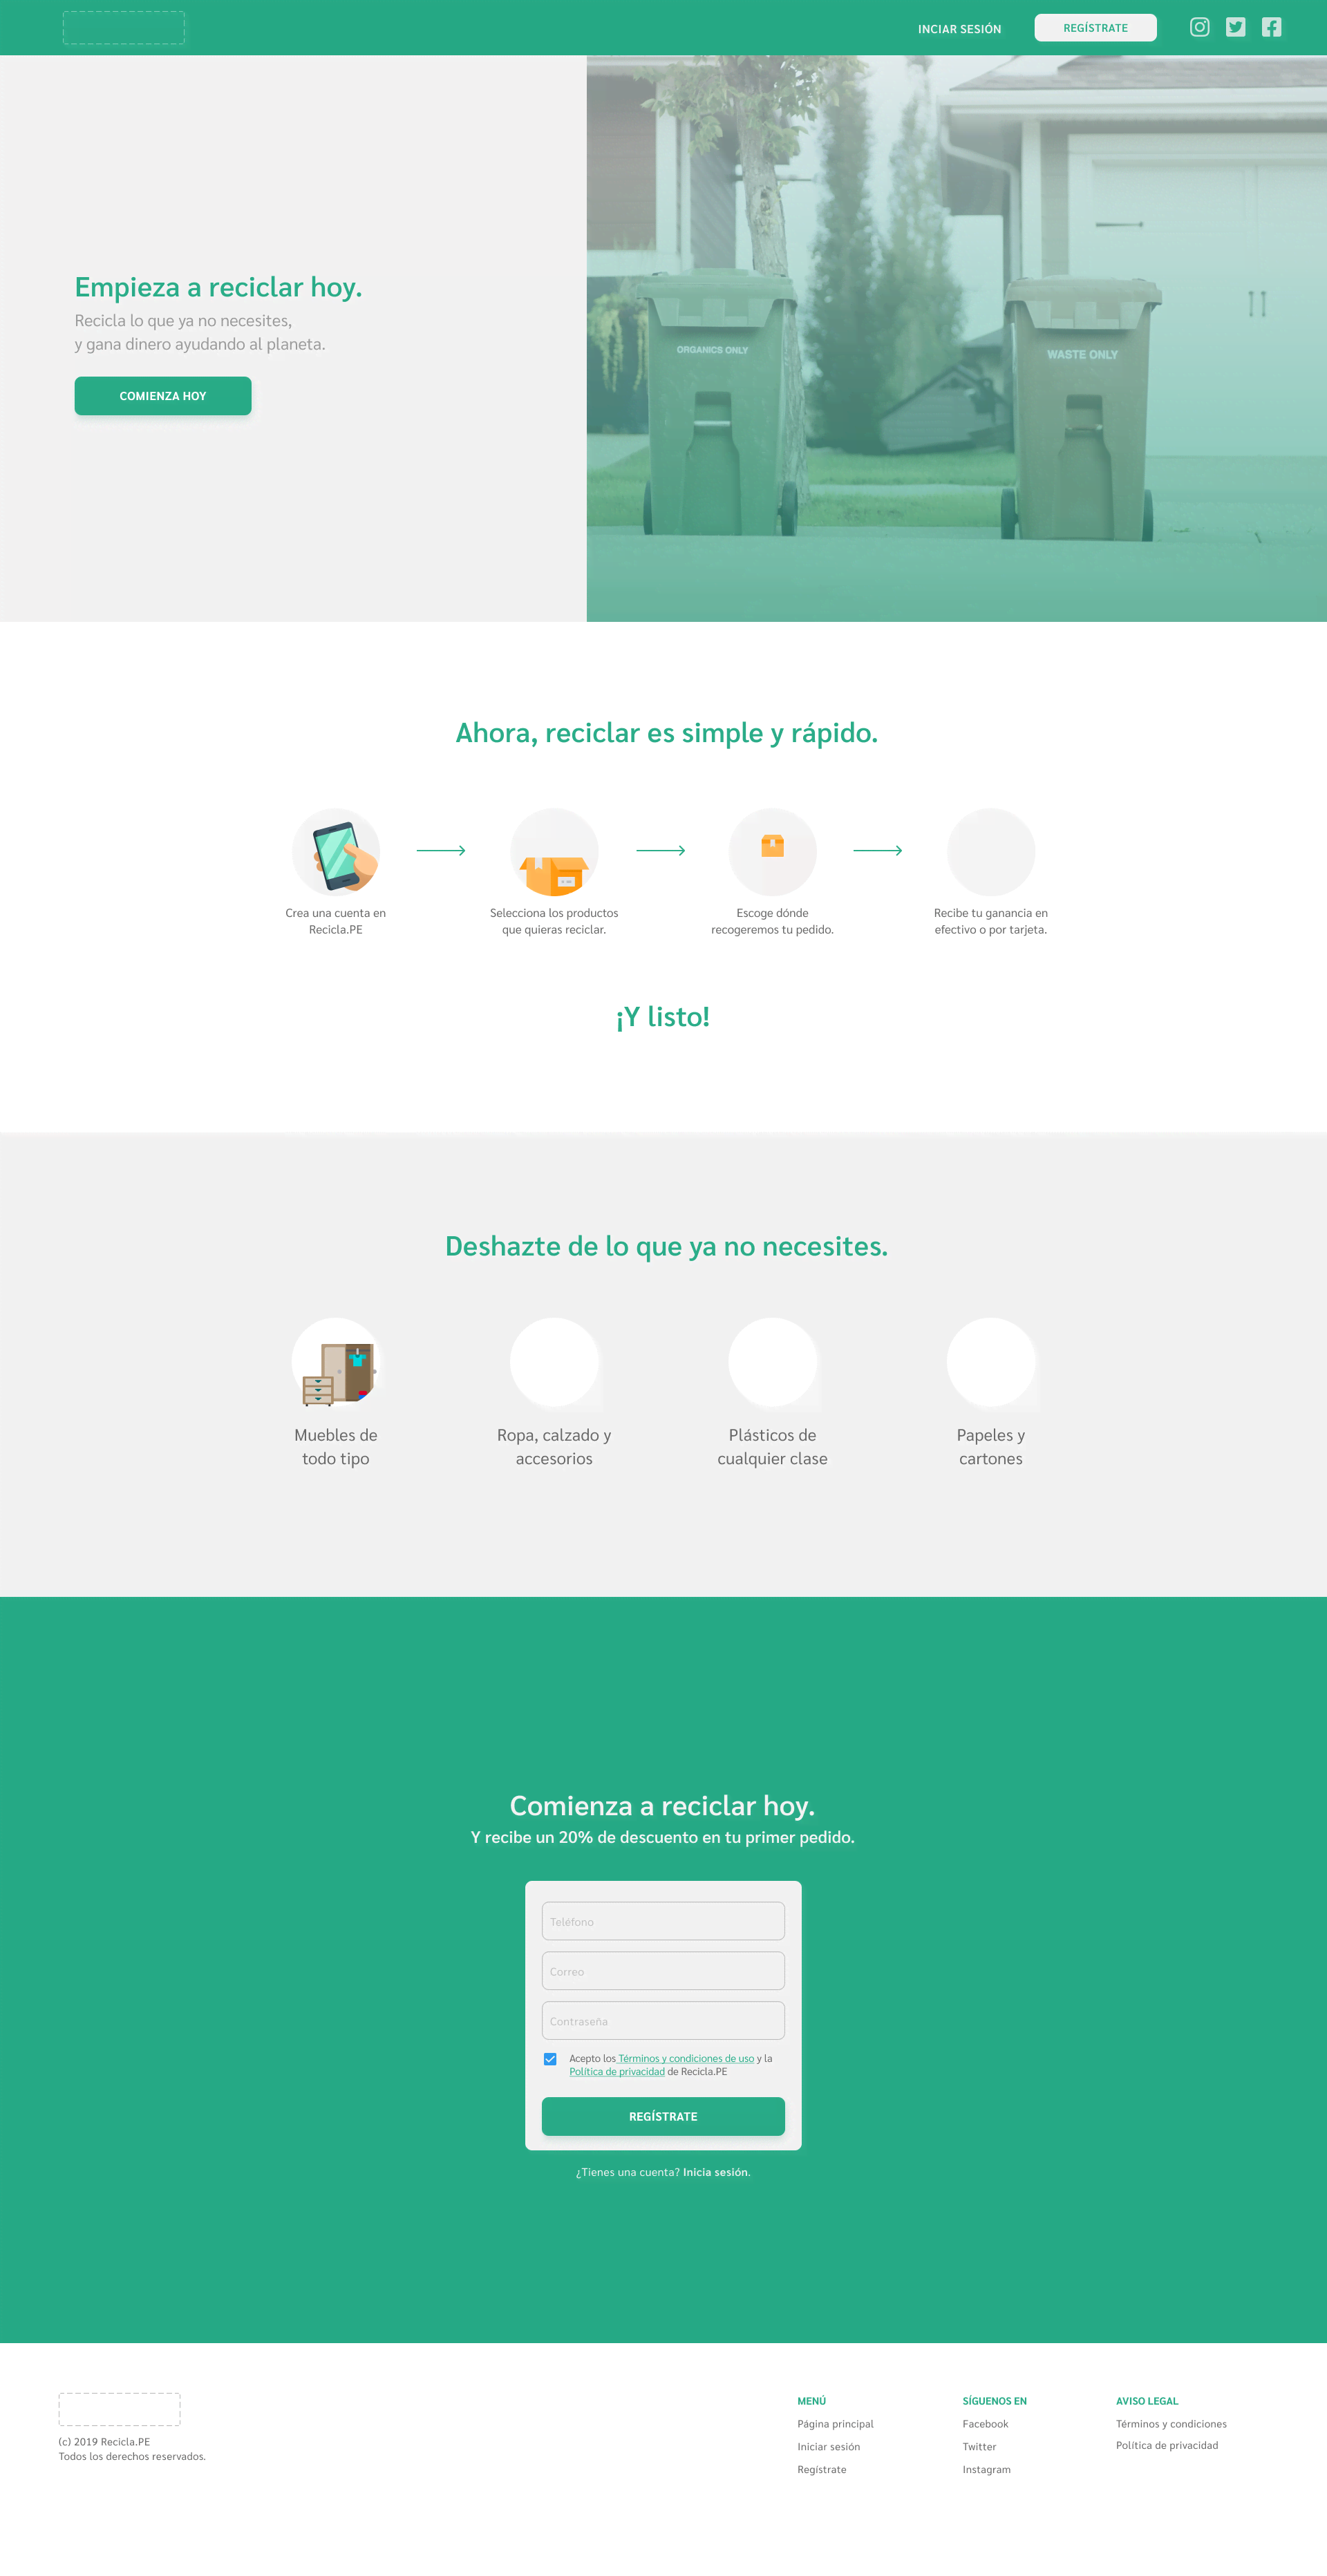 INCIAR SESIÓN
REGÍSTRATE
Empieza a reciclar hoy.
Recicla lo que ya no necesites,
y gana dinero ayudando al planeta.
COMIENZA HOY
ORGANICS ONLY
WASTE ONLY
Ahora, reciclar es simple y rápido.
Crea una cuenta en
Recicla.PE
Selecciona los productos
que quieras reciclar.
Escoge dónde
recogeremos tu pedido.
Recibe tu ganancia en
efectivo o por tarjeta.
¡Y listo!
Deshazte de lo que ya no necesites.
Muebles de
todo tipo
Ropa, calzado y
accesorios
Plásticos de
cualquier clase
Papeles y
cartones
Comienza a reciclar hoy.
Y recibe un 20% de descuento en tu primer pedido.
Teléfono
Correo
Contraseña
Acepto los Términos y condiciones de uso y la
Política de privacidad de Recicla.PE
REGÍSTRATE
¿Tienes una cuenta? Inicia sesión.
(c) 2019 Recicla.PE
Todos los derechos reservados.
MENÚ
Página principal
Iniciar sesión
Regístrate
SÍGUENOS EN
Facebook
Twitter
Instagram
AVISO LEGAL
Términos y condiciones
Política de privacidad